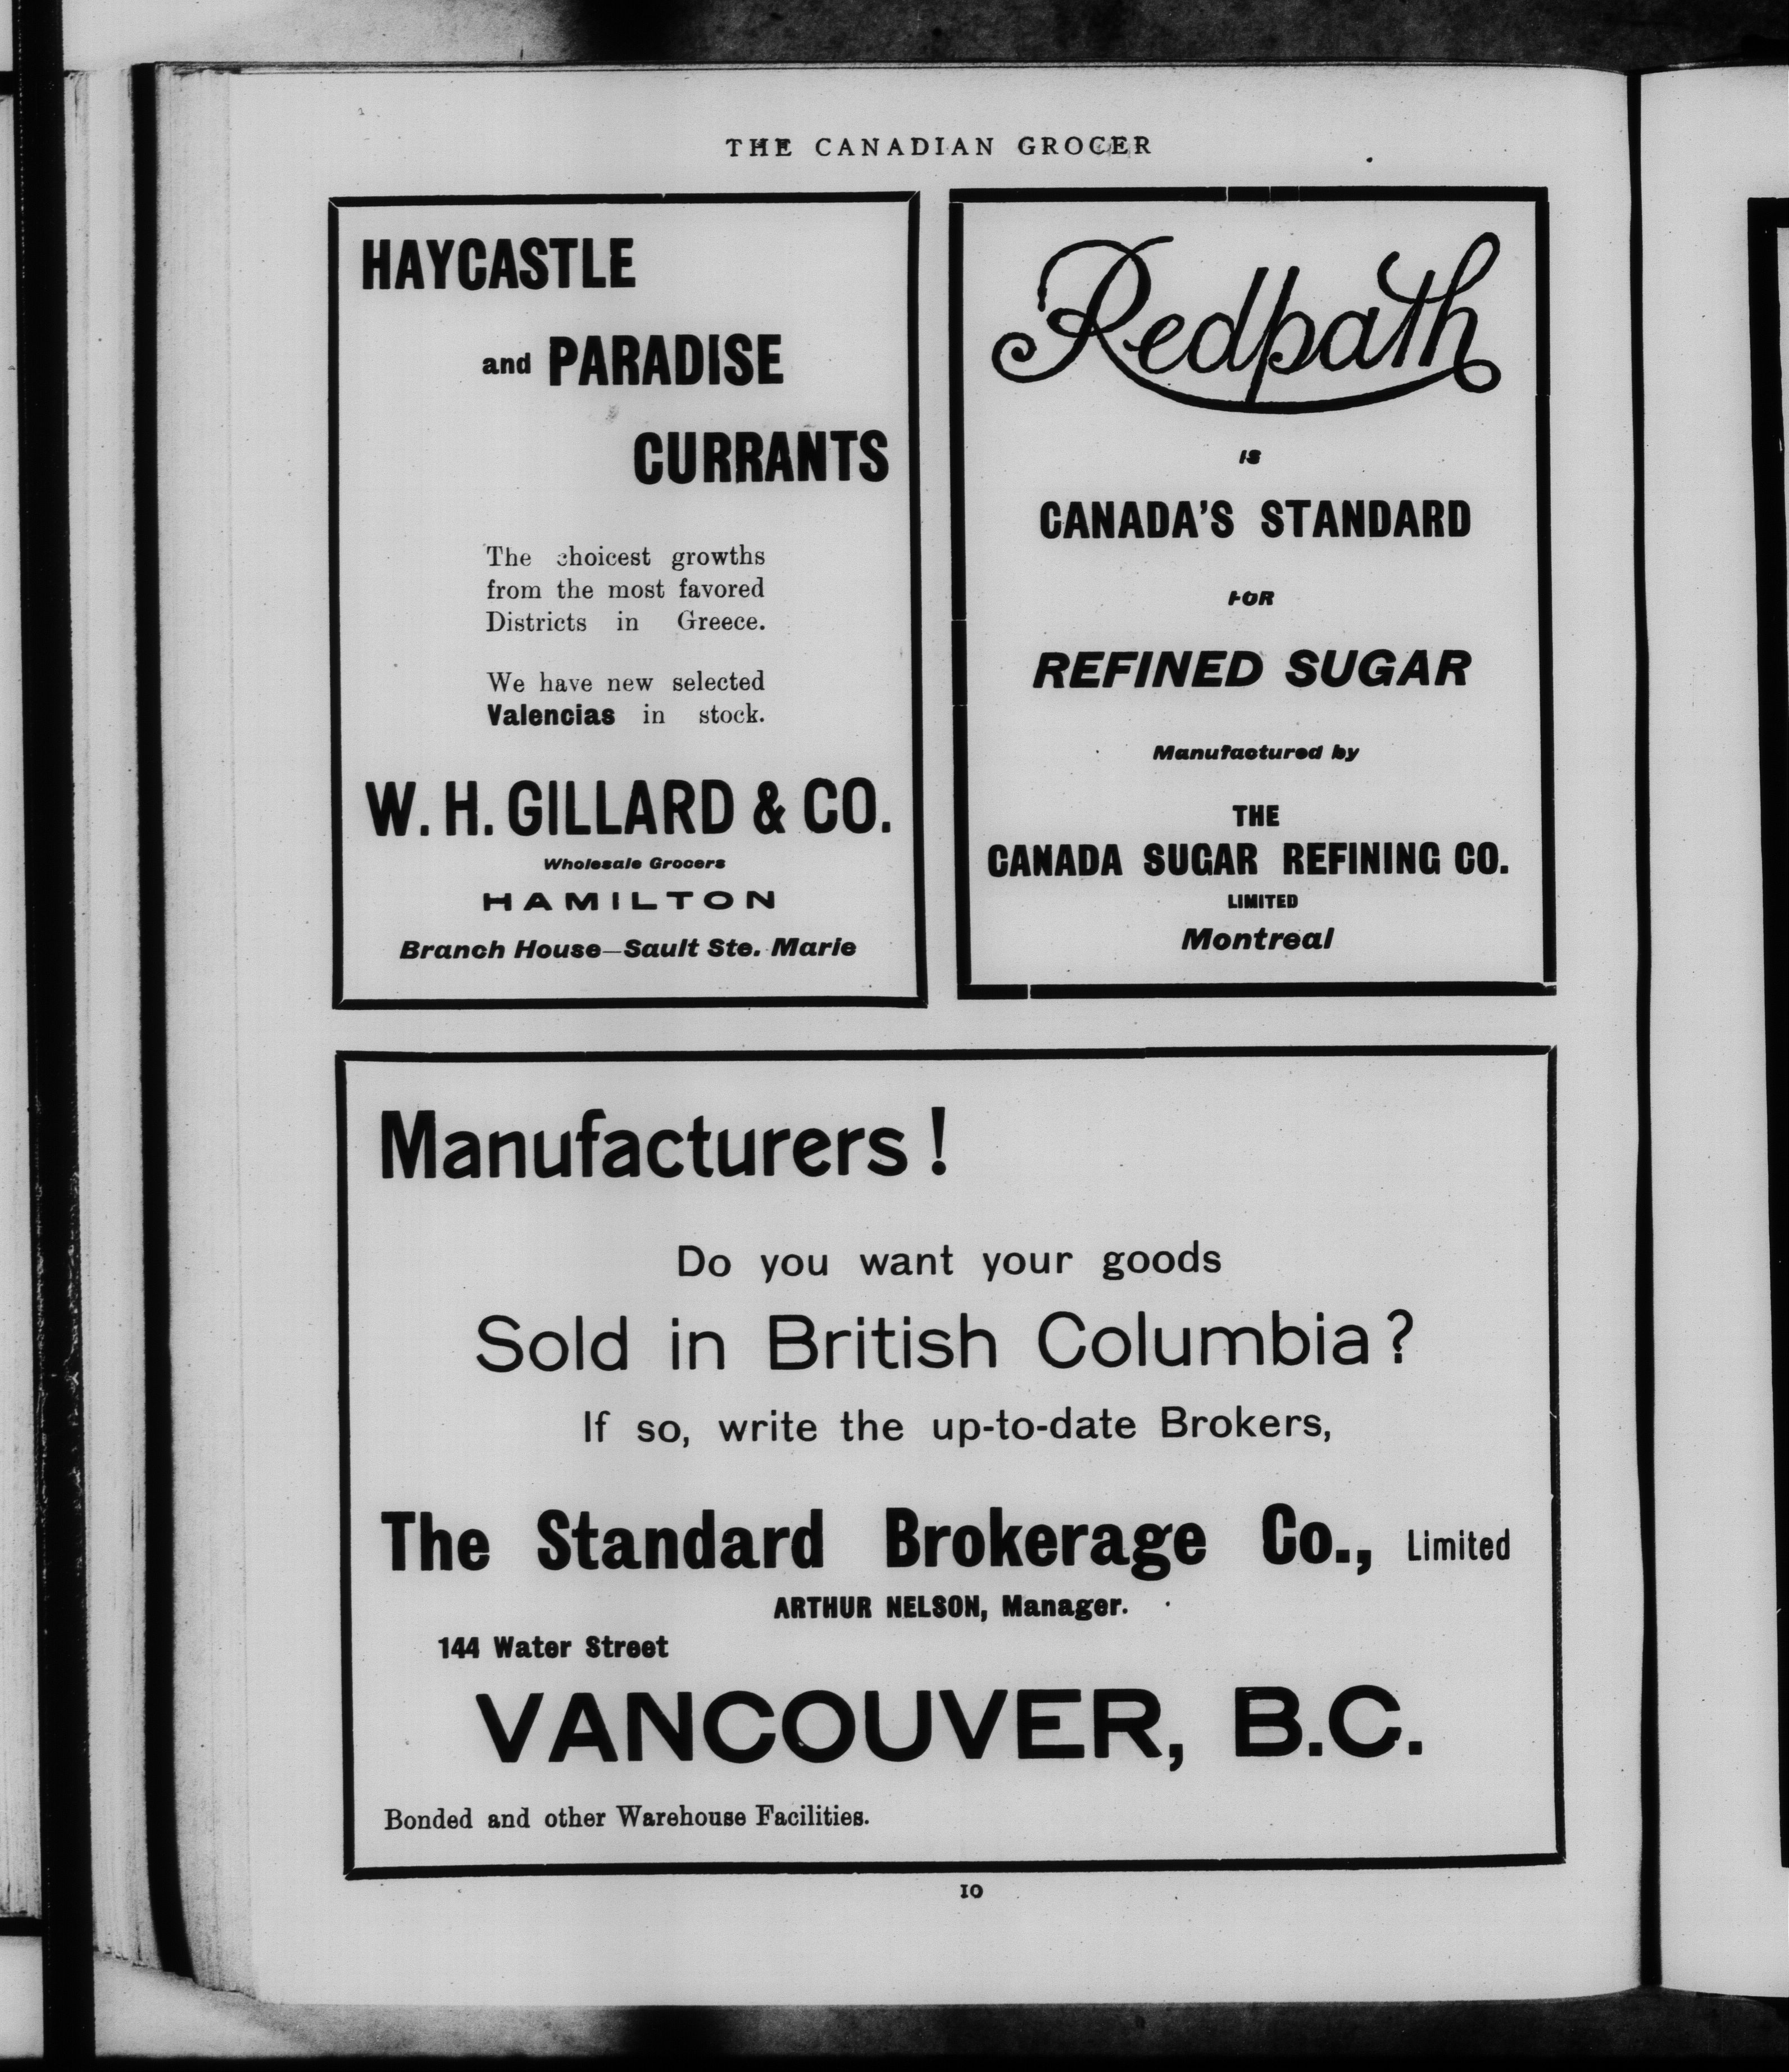 THE CANADIAN GROCER
HAYCASTLE
and PARADISE
CURRANTS
The choicest growths
from the most favored
Districts in Greece.
We have new selected
Valencias in stock.
W. H. GILLARD & CO.
Wholesale Grocers
HAMILTON
Branch House—Sault Ste. Marie
Redpath
IS
CANADA'S STANDARD
FOR
REFINED SUGAR
Manufactured by
THE
CANADA SUGAR REFINING CO.
LIMITED
Montreal
Manufacturers!
Do you want your goods
Sold in British Columbia?
If so, write the up-to-date Brokers,
The Standard Brokerage Co., Limited
ARTHUR NELSON, Manager.
144 Water Street
VANCOUVER, B.C.
Bonded and other Warehouse Facilities.
10